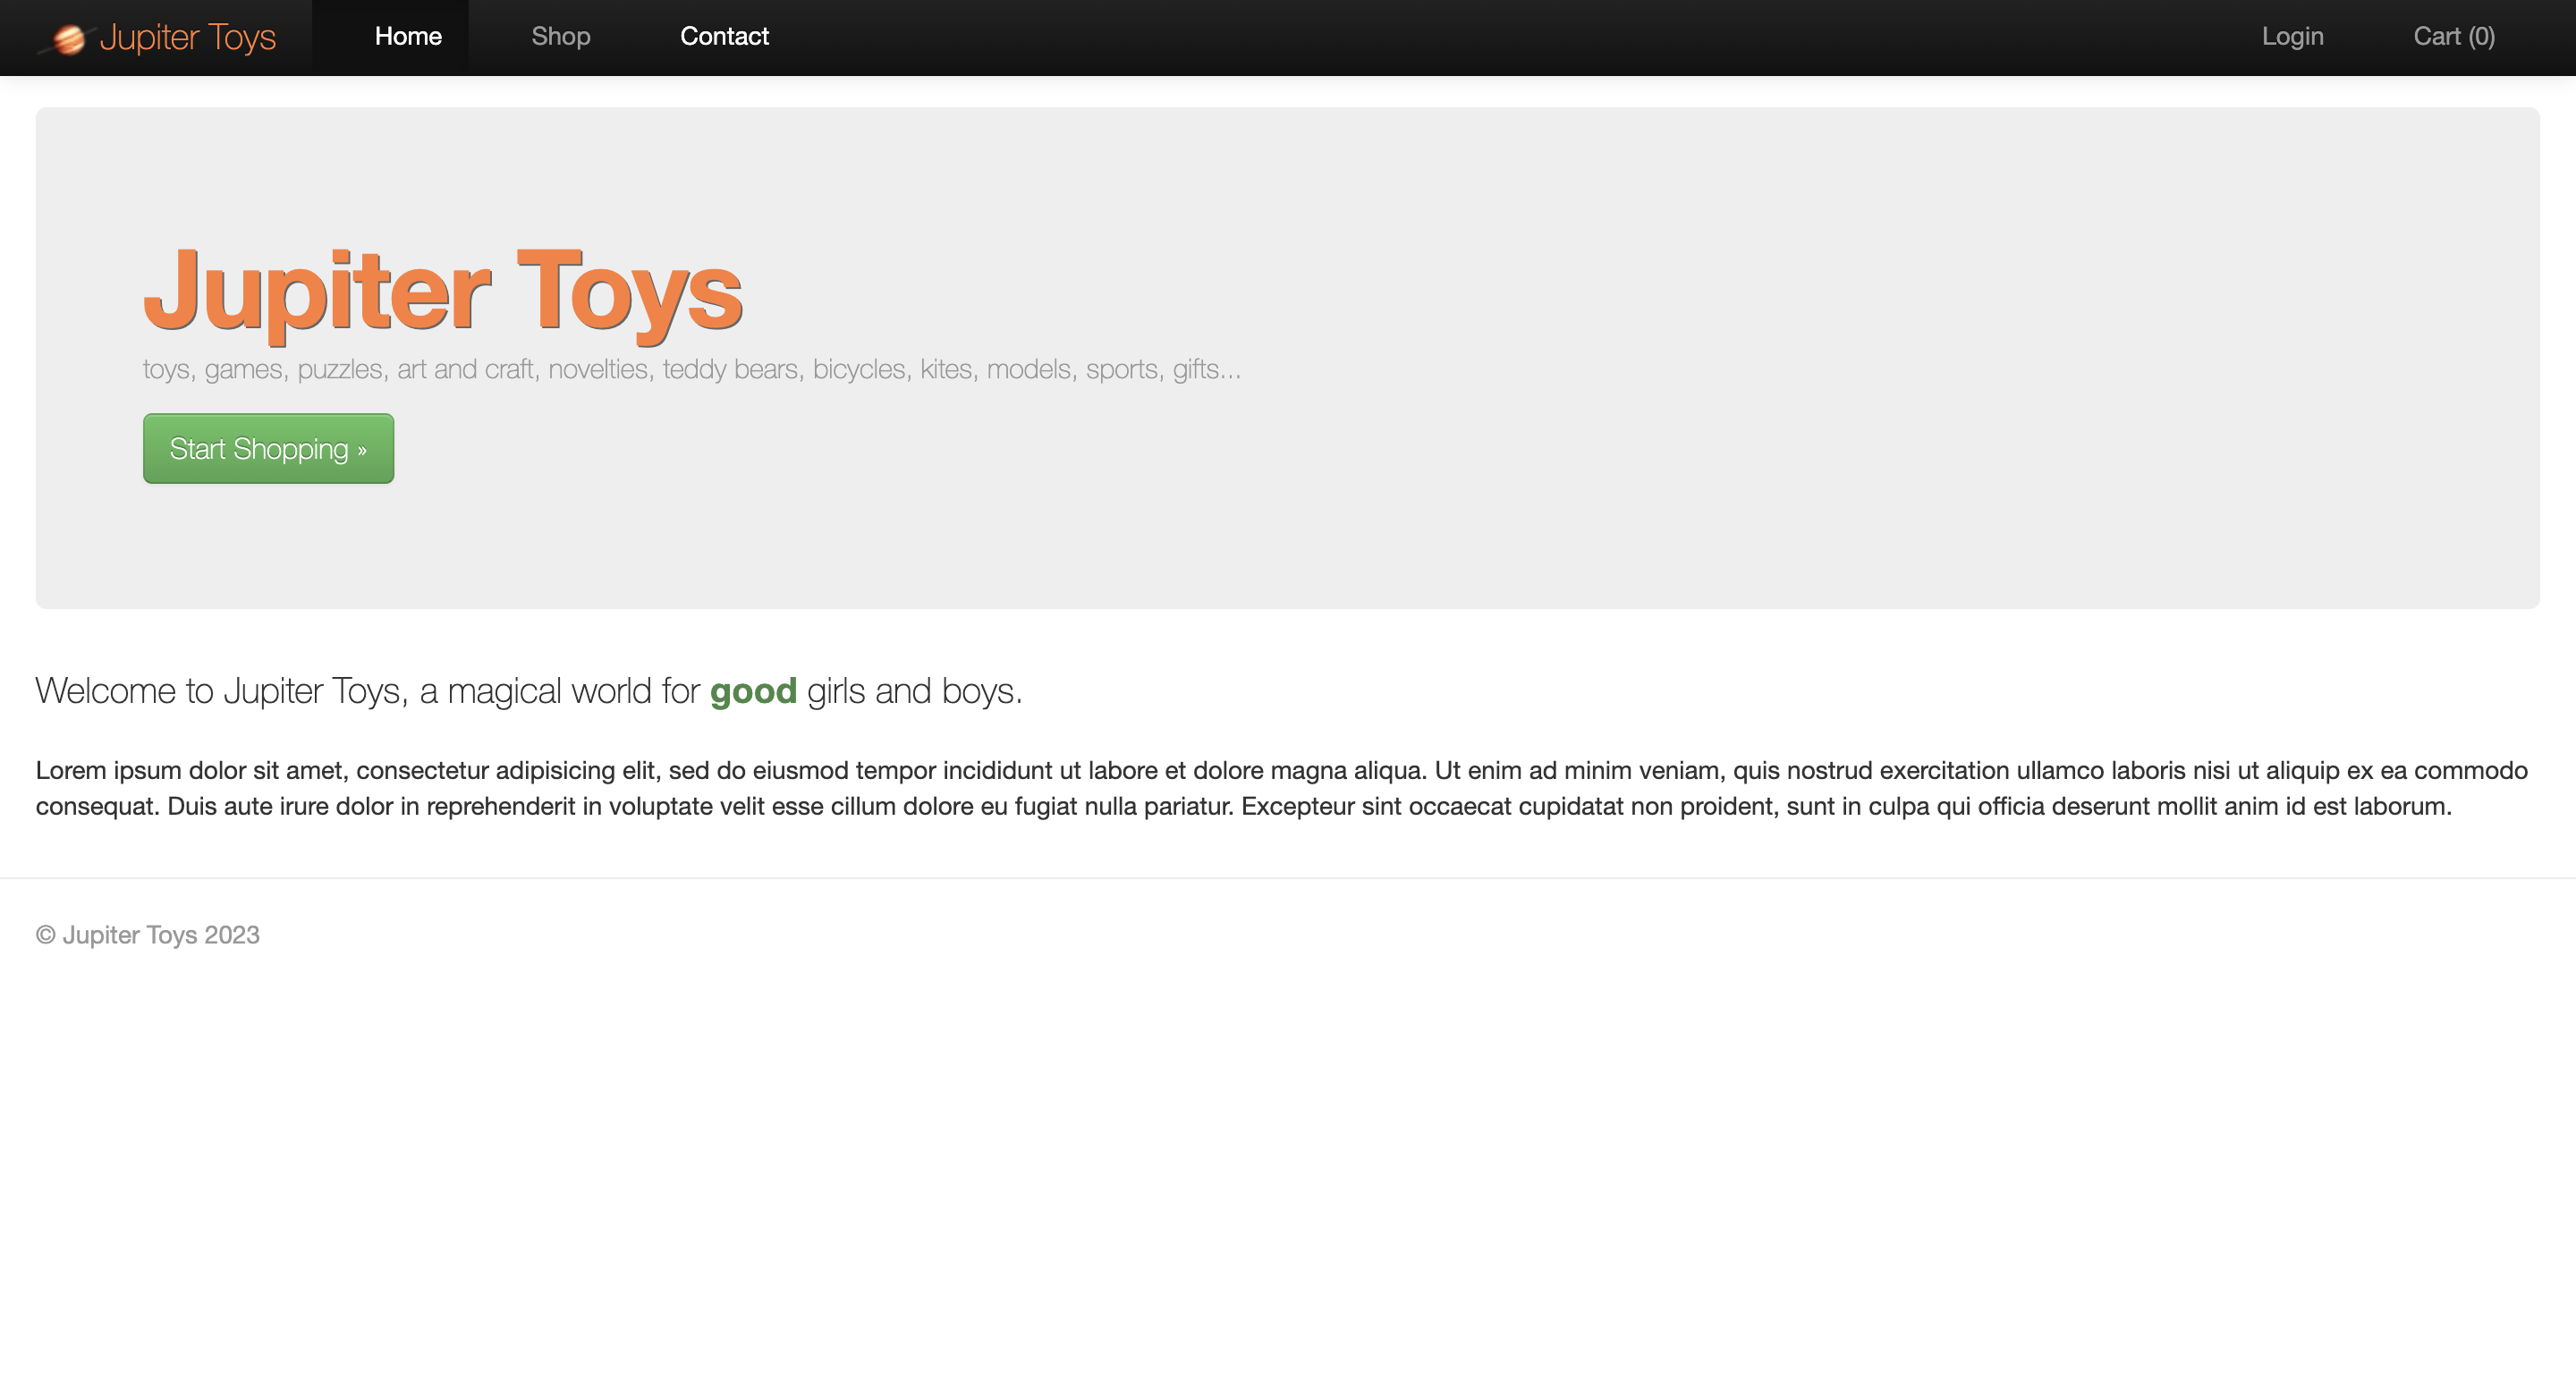 Jupiter Toys Home Shop Contact Login Cart (0)
Jupiter Toys
toys, games, puzzles, art and craft, novelties, teddy bears, bicycles, kites, models, sports, gifts...
Start Shopping »
Welcome to Jupiter Toys, a magical world for good girls and boys.
Lorem ipsum dolor sit amet, consectetur adipisicing elit, sed do eiusmod tempor incididunt ut labore et dolore magna aliqua. Ut enim ad minim veniam, quis nostrud exercitation ullamco laboris nisi ut aliquip ex ea commodo
consequat. Duis aute irure dolor in reprehenderit in voluptate velit esse cillum dolore eu fugiat nulla pariatur. Excepteur sint occaecat cupidatat non proident, sunt in culpa qui officia deserunt mollit anim id est laborum.
© Jupiter Toys 2023